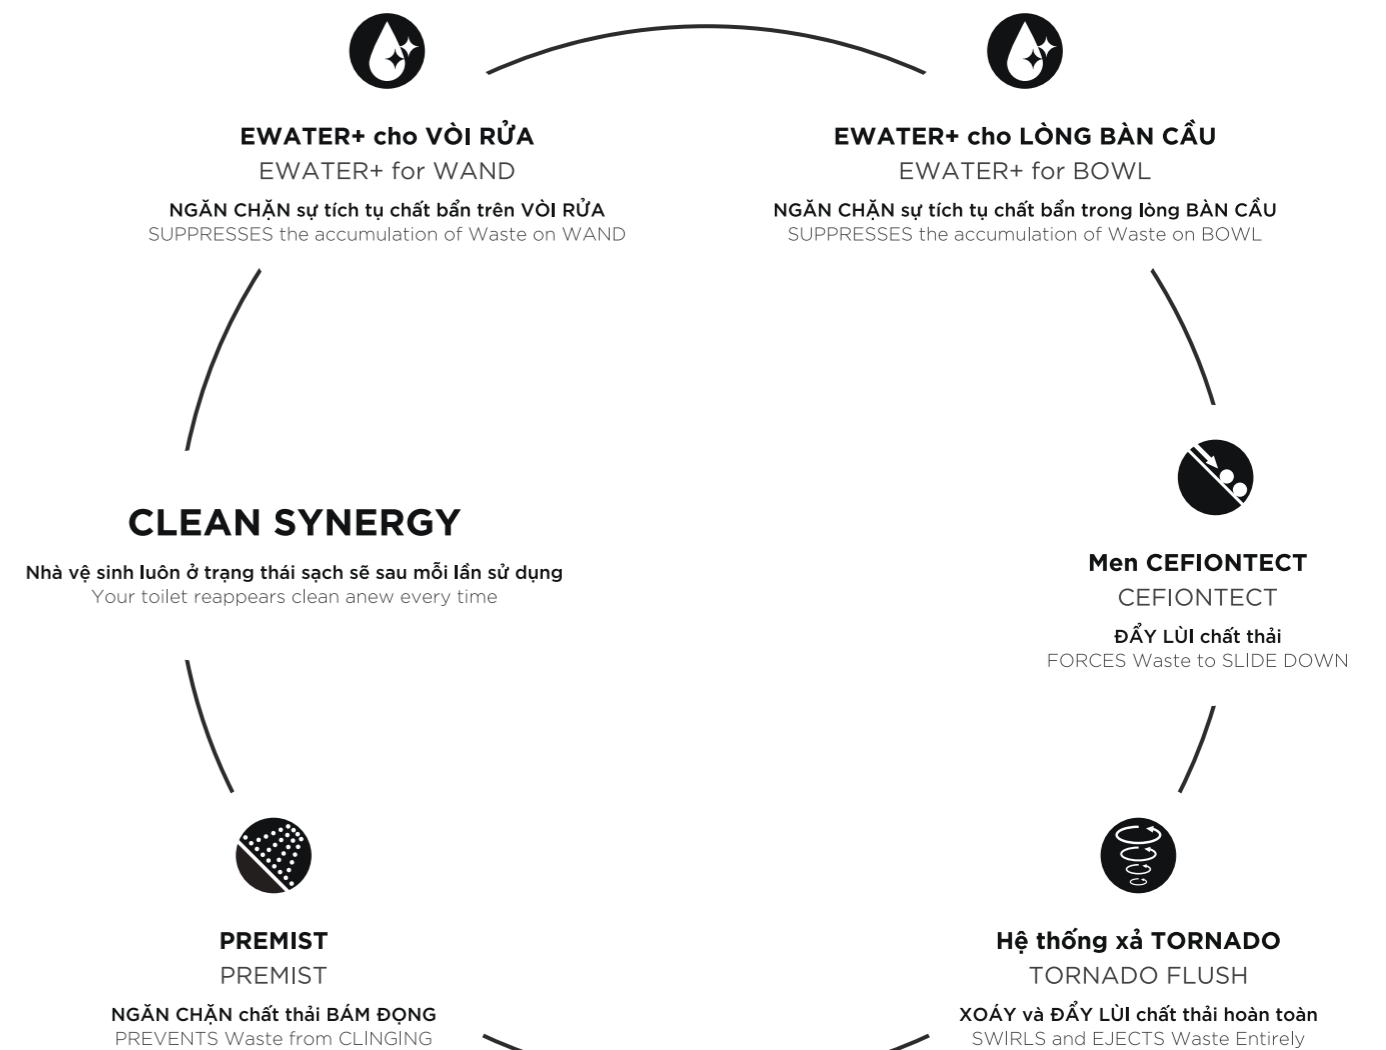 EWATER+ cho VÒI RỬA
EWATER+ for WAND
NGĂN CHẶN sự tích tụ chất bẩn trên VÒI RỬA
SUPPRESSES the accumulation of Waste on WAND
EWATER+ cho LÒNG BÀN CẦU
EWATER+ for BOWL
NGĂN CHẶN sự tích tụ chất bẩn trong lòng BÀN CẦU
SUPPRESSES the accumulation of Waste on BOWL
CLEAN SYNERGY
Nhà vệ sinh luôn ở trạng thái sạch sẽ sau mỗi lần sử dụng
Your toilet reappears clean anew every time
Men CEFIONTECT
CEFIONTECT
ĐẨY LÙI chất thải
FORCES Waste to SLIDE DOWN
PREMIST
PREMIST
NGĂN CHẶN chất thải BÁM ĐỌNG
PREVENTS Waste from CLINGING
Hệ thống xả TORNADO
TORNADO FLUSH
XOÁY và ĐẨY LÙI chất thải hoàn toàn
SWIRLS and EJECTS Waste Entirely